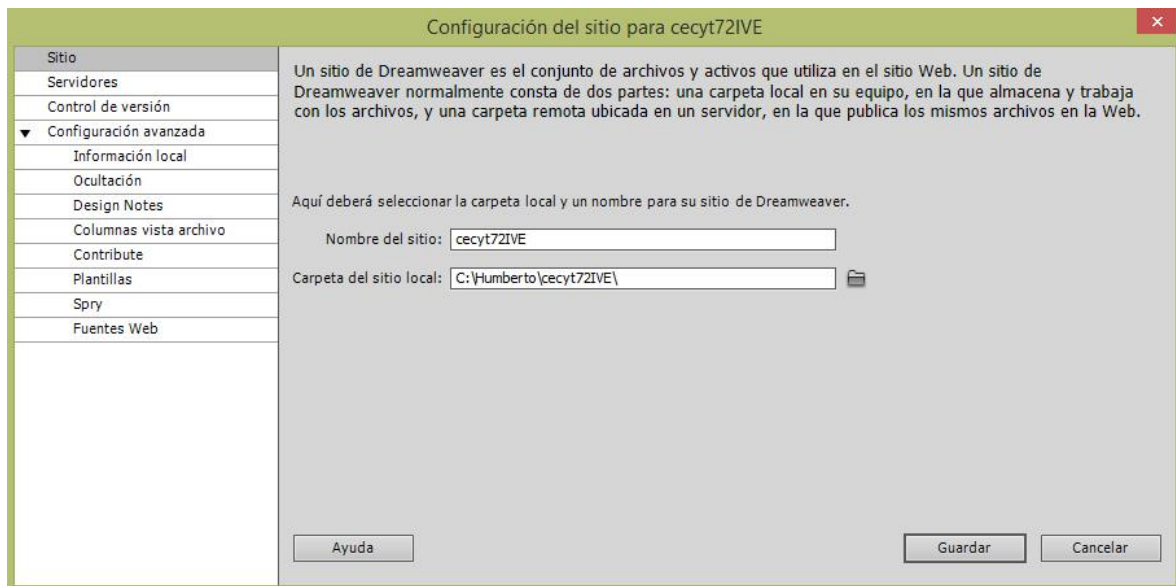 Configuración del sitio para cecyt72IVE
Sitio
Servidores
Control de versión
Configuración avanzada
Información local
Ocultación
Design Notes
Columnas vista archivo
Contribute
Plantillas
Spry
Fuentes Web
Un sitio de Dreamweaver es el conjunto de archivos y activos que utiliza en el sitio Web. Un sitio de
Dreamweaver normalmente consta de dos partes: una carpeta local en su equipo, en la que almacena y trabaja
con los archivos, y una carpeta remota ubicada en un servidor, en la que publica los mismos archivos en la Web.
Aquí deberá seleccionar la carpeta local y un nombre para su sitio de Dreamweaver.
Nombre del sitio: cecyt72IVE
Carpeta del sitio local: C:\Humberto\cecyt72IVE\
Ayuda Guardar Cancelar